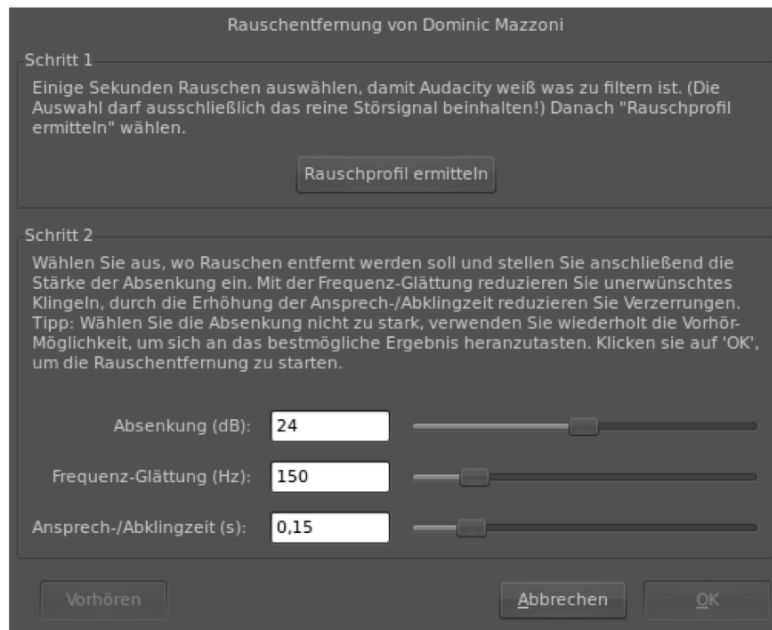 Rauschentfernung von Dominic Mazzoni
Schritt 1
Einige Sekunden Rauschen auswählen, damit Audacity weiß was zu filtern ist. (Die
Auswahl darf ausschließlich das reine Störsignal beinhalten!) Danach "Rauschprofil
ermitteln" wählen.
Rauschprofil ermitteln
Schritt 2
Wählen Sie aus, wo Rauschen entfernt werden soll und stellen Sie anschließend die
Stärke der Absenkung ein. Mit der Frequenz-Glättung reduzieren Sie unerwünschtes
Klingeln, durch die Erhöhung der Ansprech-/Abklingzeit reduzieren Sie Verzerrungen.
Tipp: Wählen Sie die Absenkung nicht zu stark, verwenden Sie wiederholt die Vorhör-
Möglichkeit, um sich an das bestmögliche Ergebnis heranzutasten. Klicken sie auf 'OK',
um die Rauschentfernung zu starten.
Absenkung (dB): 24
Frequenz-Glättung (Hz): 150
Ansprech-/Abklingzeit (s): 0,15
Vorhören Abbrechen OK